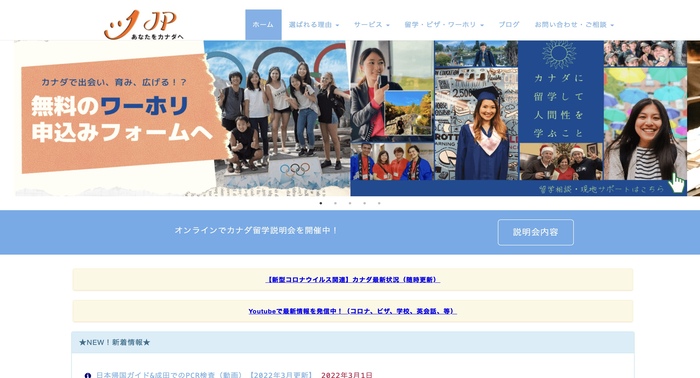 JP
あなたをカナダへ
ホーム 選ばれる理由 サービス 留学・ビザ・ワーホリ ブログ お問い合わせ・ご相談
カナダで出会い、育み、広げる！？
無料のワーホリ
申込みフォームへ
カナダに
留学して
人間性を
学ぶこと
留学相談・現地サポートはこちら
オンラインでカナダ留学説明会を開催中！
説明会内容
【新型コロナウイルス関連】カナダ最新状況（随時更新）
Youtubeで最新情報を発信中！（コロナ、ビザ、学校、英会話、等）
★NEW！新着情報★
日本帰国ガイド&成田でのPCR検査（動画）【2022年3月更新】 2022年3月1日